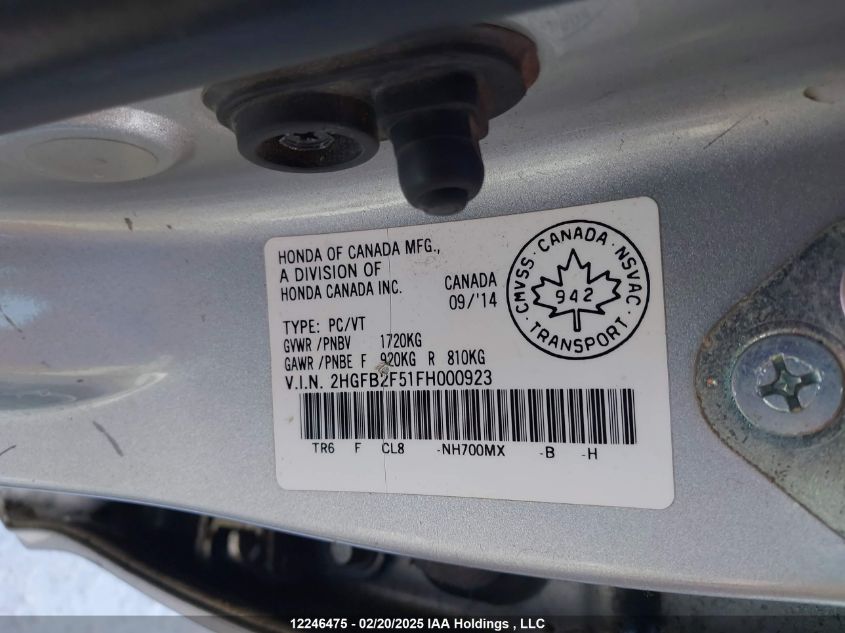 HONDA OF CANADA MFG.,
A DIVISION OF
HONDA CANADA INC.
CANADA
09/'14
CMVSS · CANADA · NSVAC
942
· TRANSPORT ·
TYPE: PC/VT
GVWR /PNBV 1720KG
GAWR /PNBE F 920KG R 810KG
V.I.N. 2HGFB2F51FH000923
TR6 F CL8 -NH700MX -B -H
12246475 - 02/20/2025 IAA Holdings , LLC